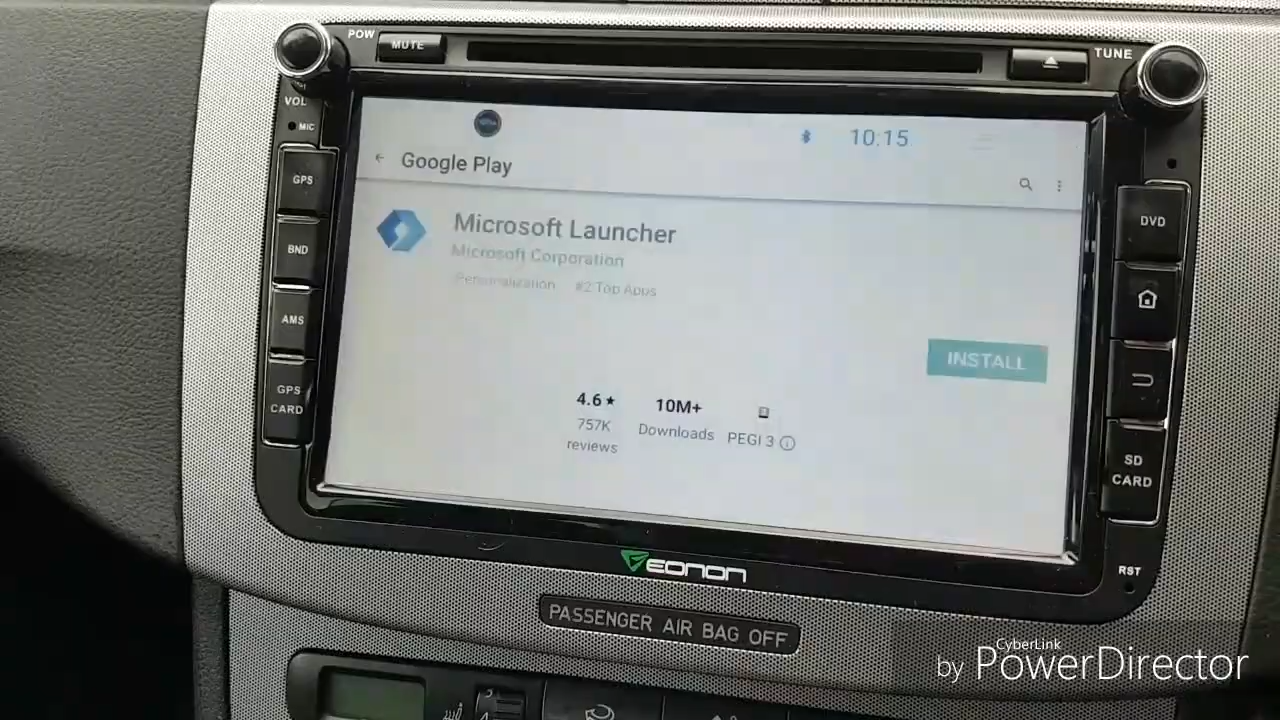 POW
MUTE
TUNE
VOL
MIC
10:15
Google Play
GPS
DVD
Microsoft Launcher
Microsoft Corporation
Personalization #2 Top Apps
BND
AMS
INSTALL
GPS
CARD
4.6★ 10M+
757K Downloads PEGI 3
reviews
SD
CARD
EONON
RST
PASSENGER AIR BAG OFF
CyberLink
by PowerDirector